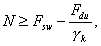 N ≥ F_sw − F_du / γ_k ,